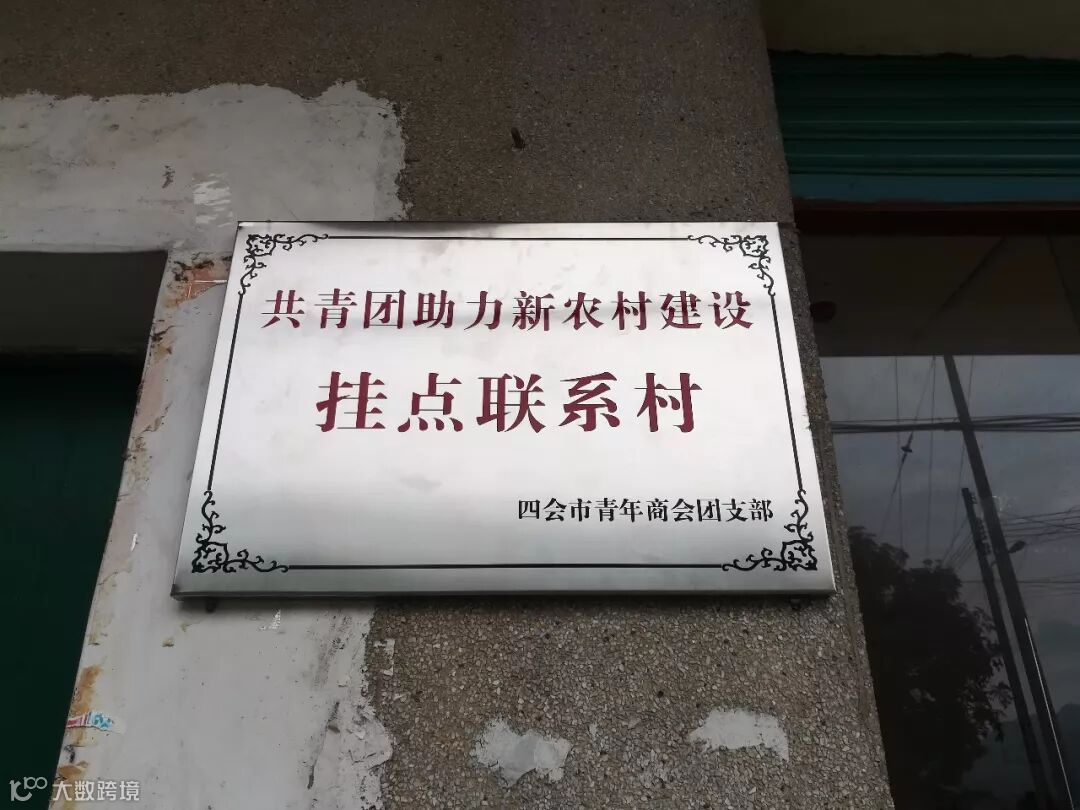 共青团助力新农村建设
挂点联系村
四会市青年商会团支部
大数跨境